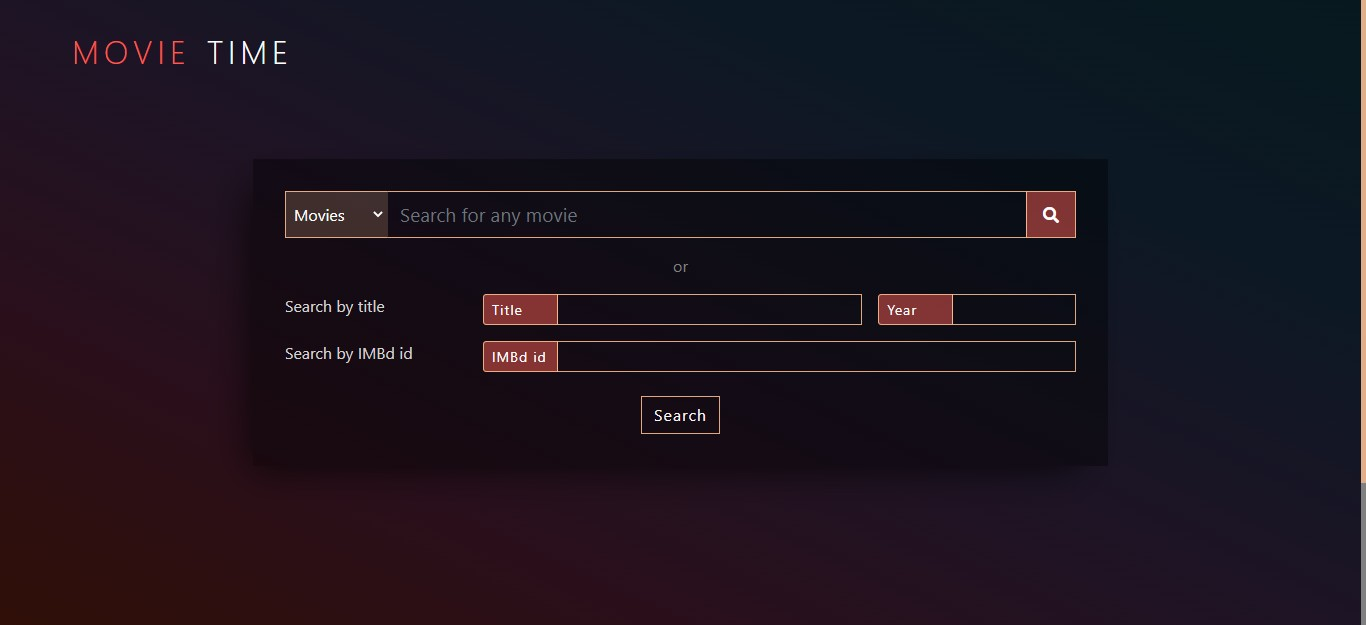 MOVIE TIME
Movies Search for any movie
or
Search by title Title Year
Search by IMBd id IMBd id
Search